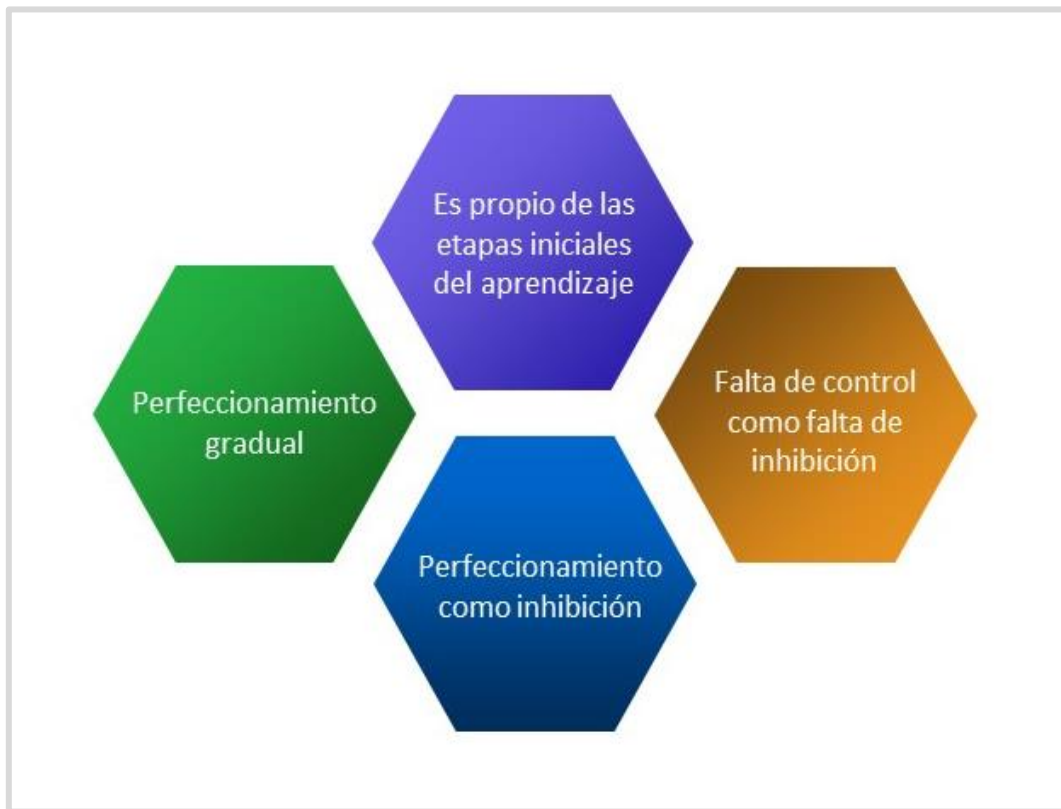 Es propio de las
etapas iniciales
del aprendizaje
Perfeccionamiento
gradual
Falta de control
como falta de
inhibición
Perfeccionamiento
como inhibición